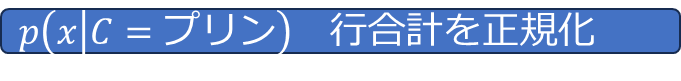 p(x|C = プリン)　行合計を正規化